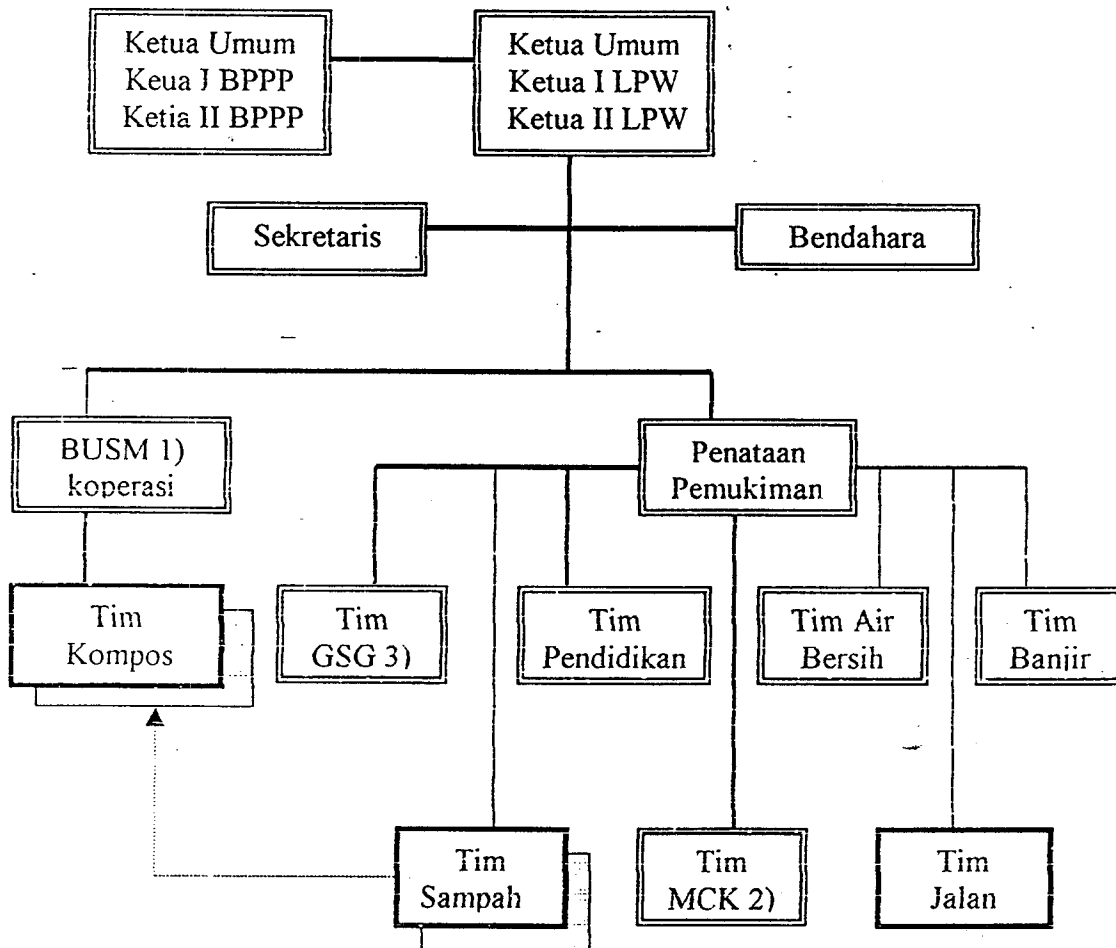 Ketua Umum
Keua J BPPP
Ketia II BPPP
Ketua Umum
Ketua I LPW
Ketua II LPW
Sekretaris
Bendahara
BUSM 1)
koperasi
Penataan
Pemukiman
Tim
Kompos
Tim
GSG 3)
Tim
Pendidikan
Tim Air
Bersih
Tim
Banjir
Tim
Sampah
Tim
MCK 2)
Tim
Jalan